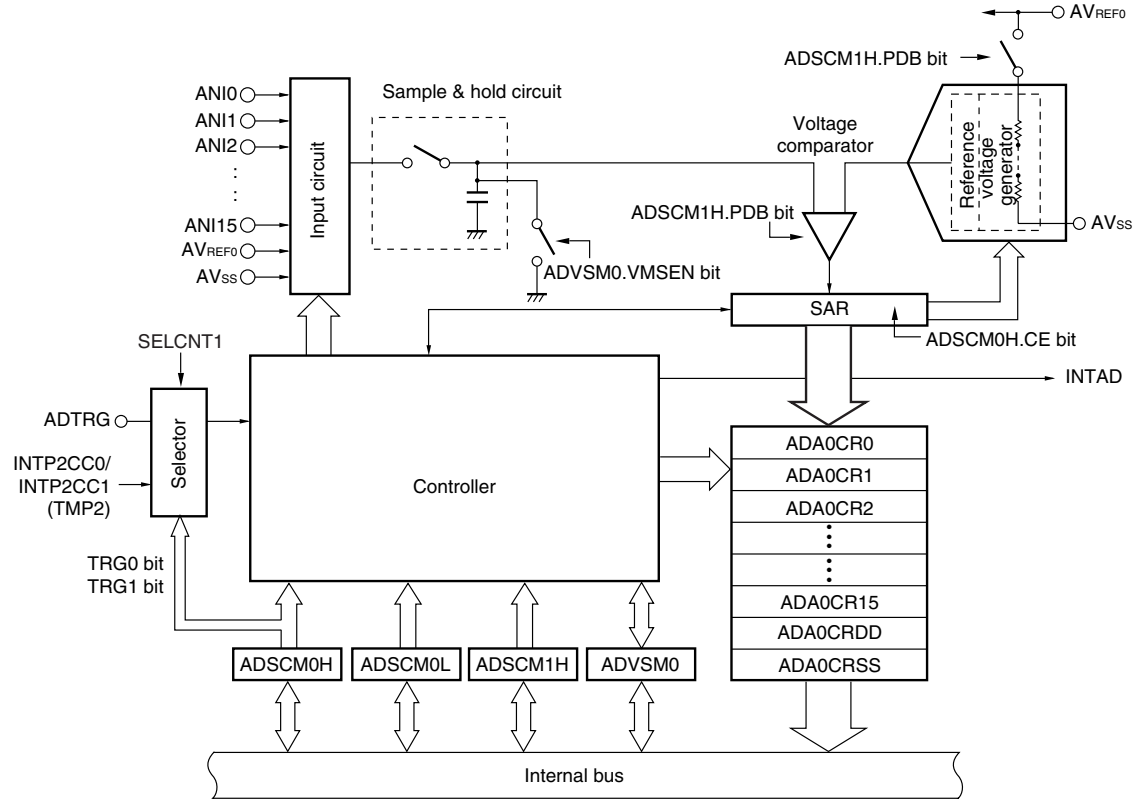 AVREF0
ADSCM1H.PDB bit
ANI0
ANI1
ANI2
ANI15
AVREF0
AVSS
Input circuit
Sample & hold circuit
Voltage
comparator
Reference
voltage
generator
AVSS
ADSCM1H.PDB bit
ADVSM0.VMSEN bit
SAR
ADSCM0H.CE bit
SELCNT1
ADTRG
INTP2CC0/
INTP2CC1
(TMP2)
Selector
Controller
INTAD
TRG0 bit
TRG1 bit
ADA0CR0
ADA0CR1
ADA0CR2
ADA0CR15
ADA0CRDD
ADA0CRSS
ADSCM0H
ADSCM0L
ADSCM1H
ADVSM0
Internal bus